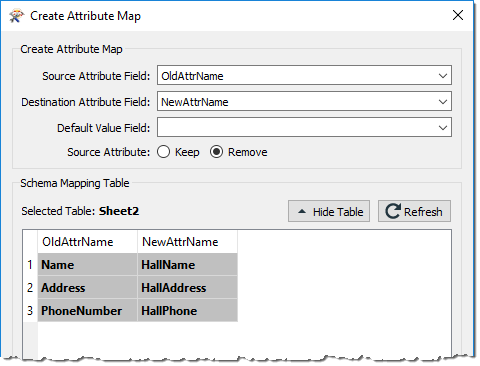 Create Attribute Map
Create Attribute Map
Source Attribute Field: OldAttrName
Destination Attribute Field: NewAttrName
Default Value Field:
Source Attribute: Keep Remove
Schema Mapping Table
Selected Table: Sheet2 Hide Table Refresh
OldAttrName NewAttrName
1 Name HallName
2 Address HallAddress
3 PhoneNumber HallPhone